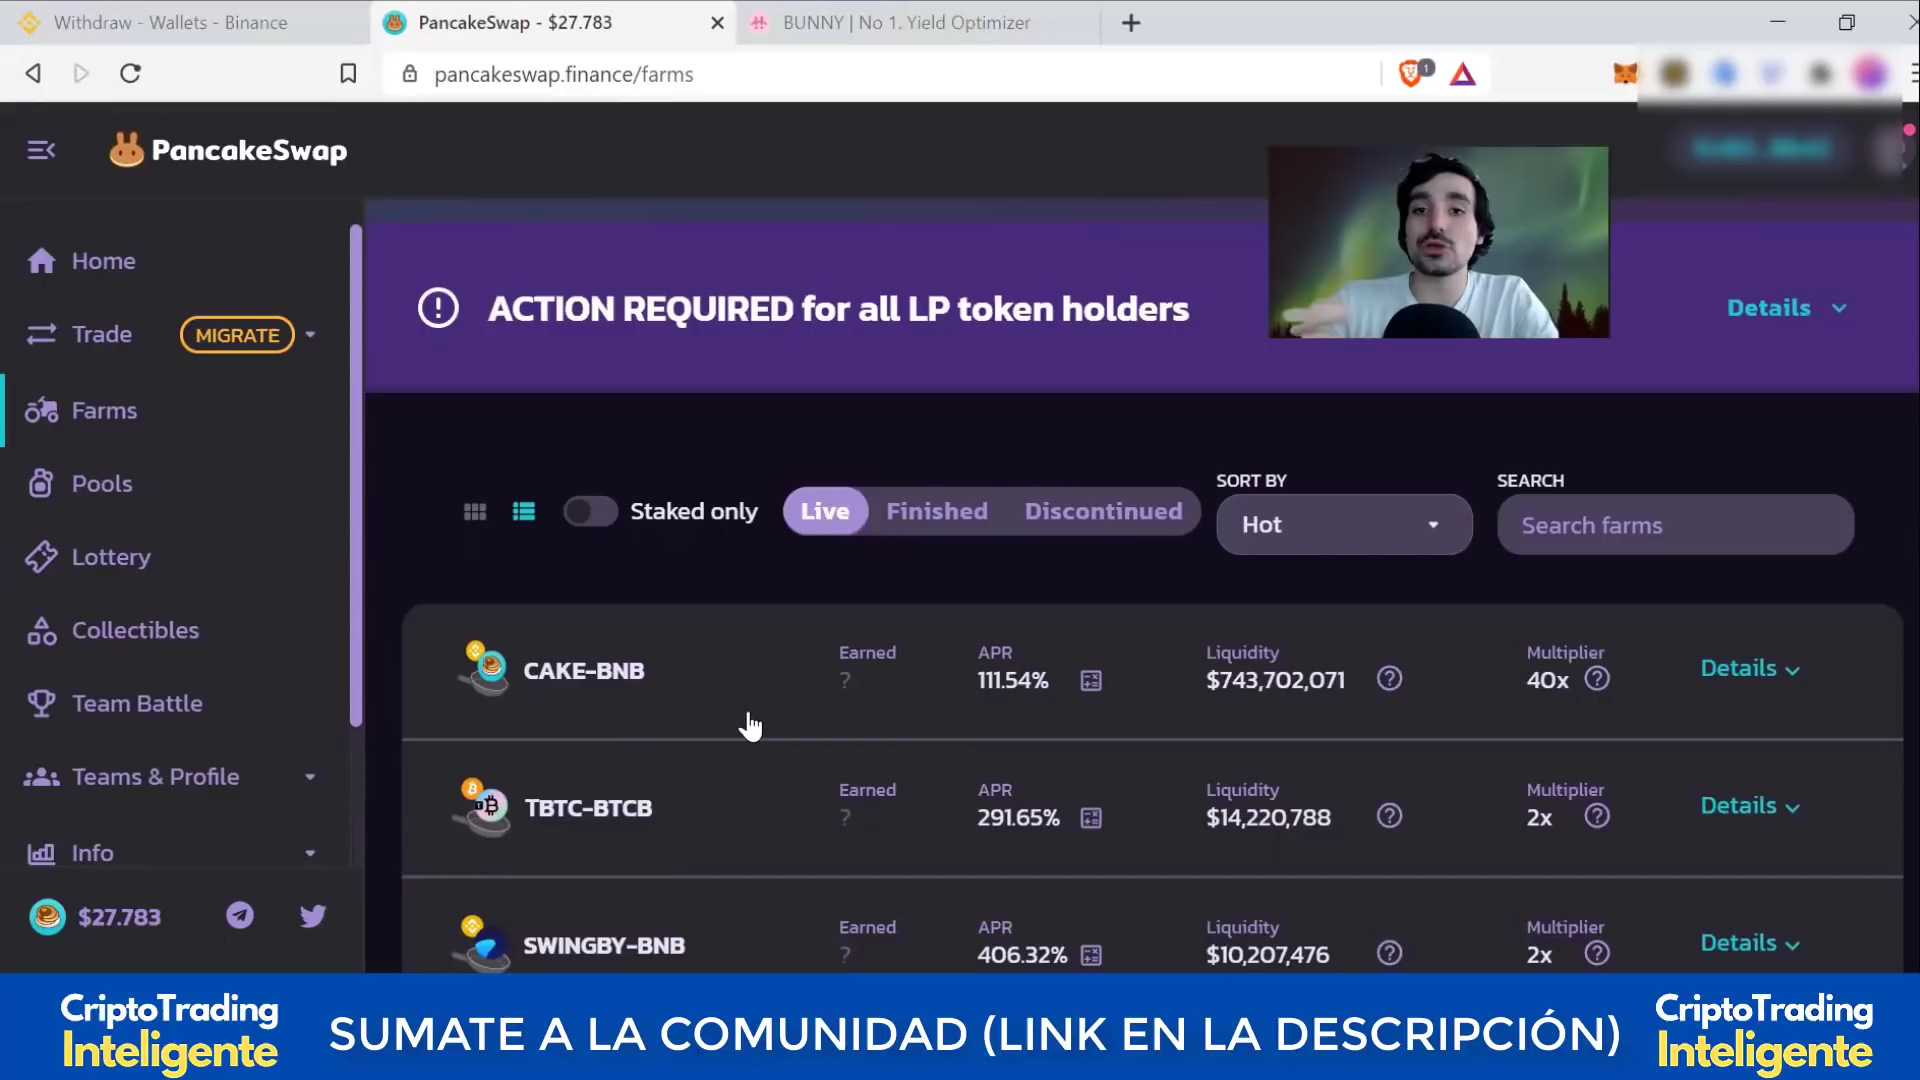 Withdraw - Wallets - Binance
PancakeSwap - $27.783
BUNNY | No 1. Yield Optimizer
pancakeswap.finance/farms
1
PancakeSwap
Home
Trade
MIGRATE
Farms
Pools
Lottery
Collectibles
Team Battle
Teams & Profile
Info
$27.783
ACTION REQUIRED for all LP token holders
Details
Staked only
Live
Finished
Discontinued
SORT BY
Hot
SEARCH
Search farms
CAKE-BNB
Earned
?
APR
111.54%
Liquidity
$743,702,071
Multiplier
40x
Details
TBTC-BTCB
Earned
?
APR
291.65%
Liquidity
$14,220,788
Multiplier
2x
Details
SWINGBY-BNB
Earned
?
APR
406.32%
Liquidity
$10,207,476
Multiplier
2x
Details
CriptoTrading
Inteligente
SUMATE A LA COMUNIDAD (LINK EN LA DESCRIPCIÓN)
CriptoTrading
Inteligente